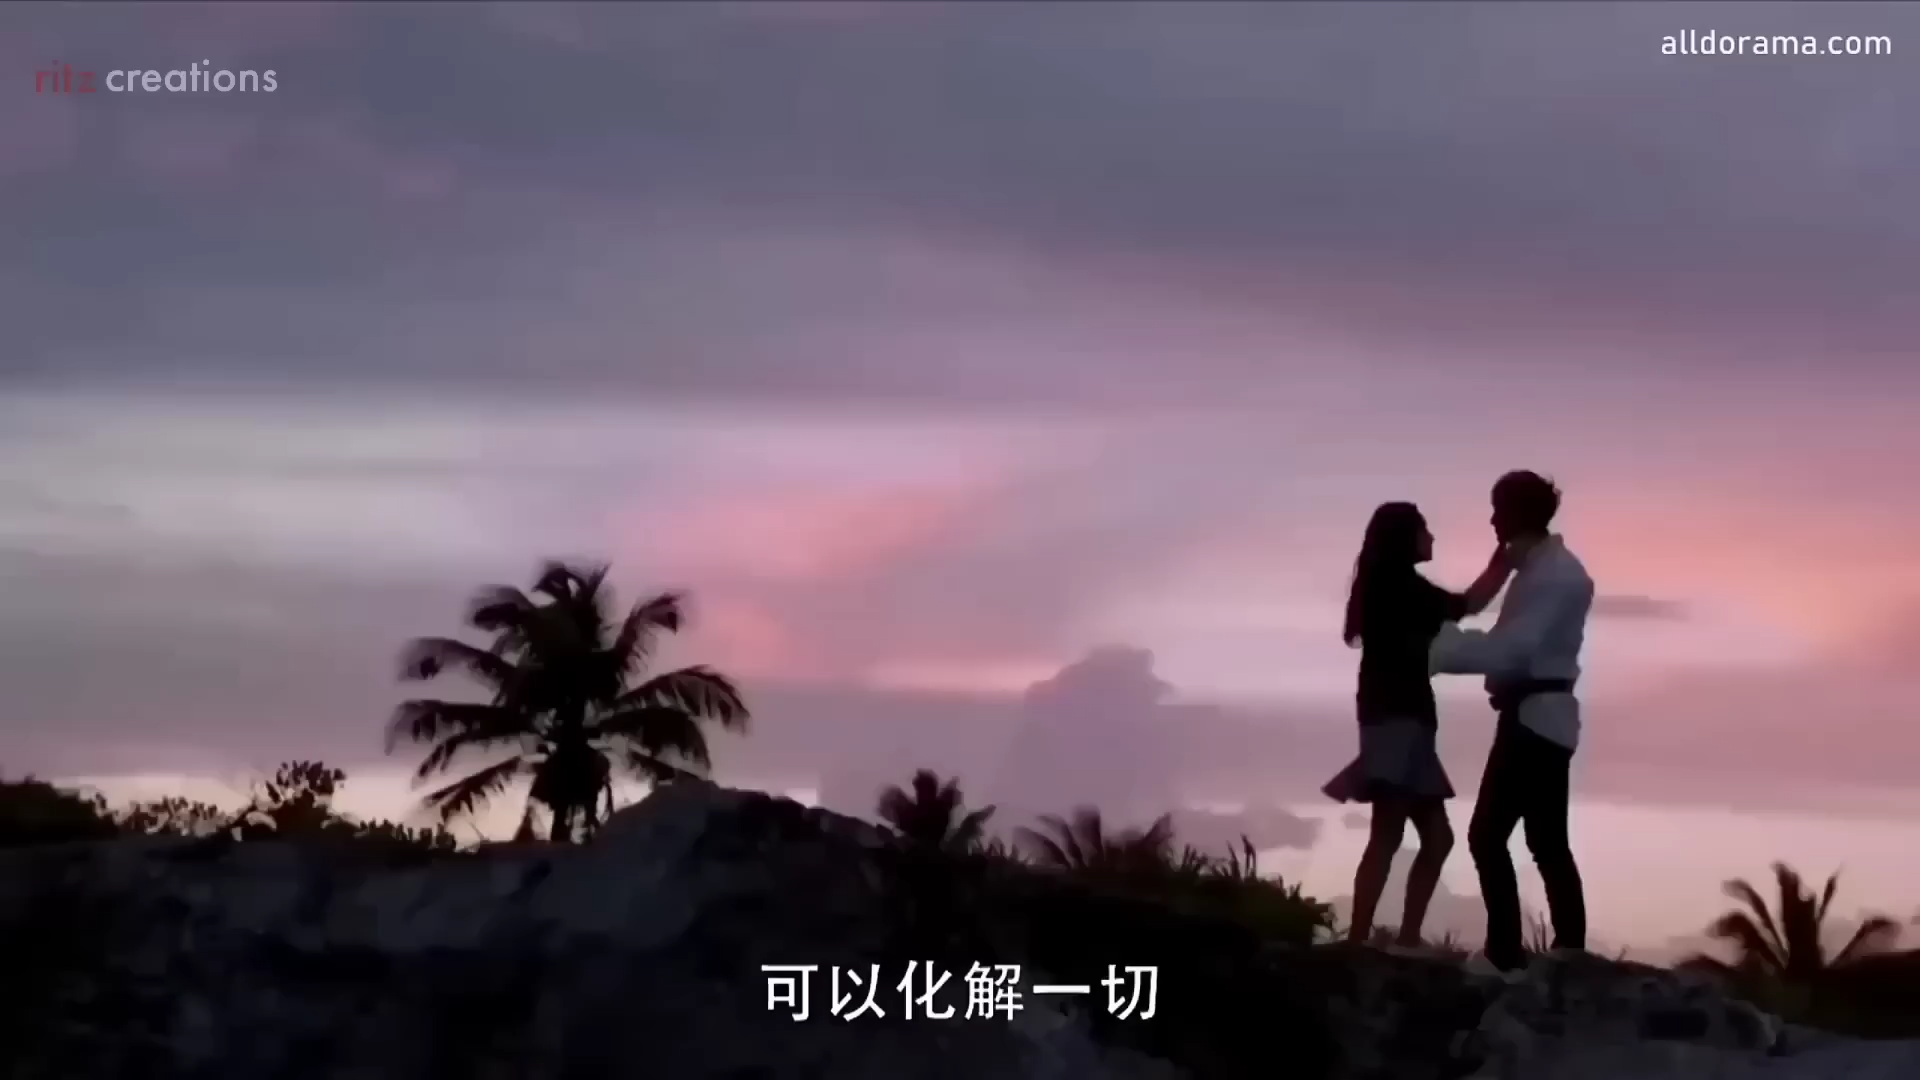 alldorama.com
ritz creations
可以化解一切